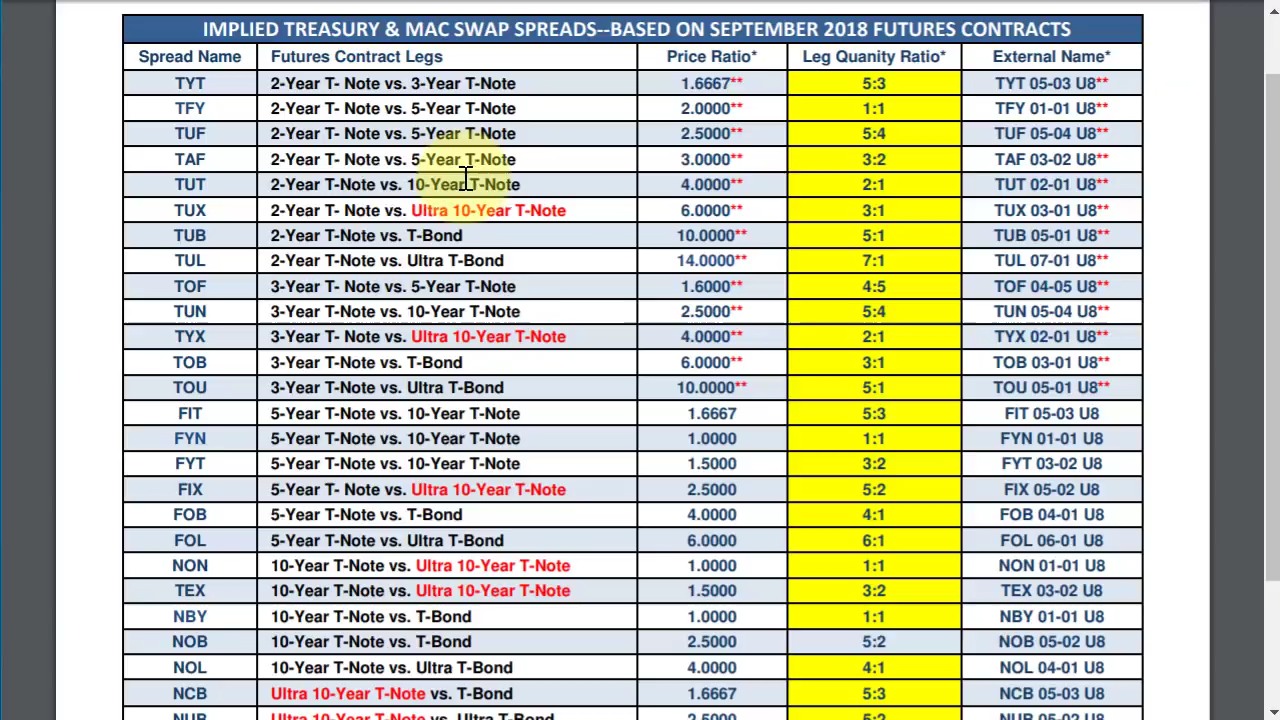 IMPLIED TREASURY & MAC SWAP SPREADS--BASED ON SEPTEMBER 2018 FUTURES CONTRACTS
Spread Name Futures Contract Legs Price Ratio* Leg Quanity Ratio* External Name*
TYT 2-Year T- Note vs. 3-Year T-Note 1.6667** 5:3 TYT 05-03 U8**
TFY 2-Year T- Note vs. 5-Year T-Note 2.0000** 1:1 TFY 01-01 U8**
TUF 2-Year T- Note vs. 5-Year T-Note 2.5000** 5:4 TUF 05-04 U8**
TAF 2-Year T- Note vs. 5-Year T-Note 3.0000** 3:2 TAF 03-02 U8**
TUT 2-Year T-Note vs. 10-Year T-Note 4.0000** 2:1 TUT 02-01 U8**
TUX 2-Year T- Note vs. Ultra 10-Year T-Note 6.0000** 3:1 TUX 03-01 U8**
TUB 2-Year T-Note vs. T-Bond 10.0000** 5:1 TUB 05-01 U8**
TUL 2-Year T-Note vs. Ultra T-Bond 14.0000** 7:1 TUL 07-01 U8**
TOF 3-Year T-Note vs. 5-Year T-Note 1.6000** 4:5 TOF 04-05 U8**
TUN 3-Year T-Note vs. 10-Year T-Note 2.5000** 5:4 TUN 05-04 U8**
TYX 3-Year T-Note vs. Ultra 10-Year T-Note 4.0000** 2:1 TYX 02-01 U8**
TOB 3-Year T-Note vs. T-Bond 6.0000** 3:1 TOB 03-01 U8**
TOU 3-Year T-Note vs. Ultra T-Bond 10.0000** 5:1 TOU 05-01 U8**
FIT 5-Year T-Note vs. 10-Year T-Note 1.6667 5:3 FIT 05-03 U8
FYN 5-Year T-Note vs. 10-Year T-Note 1.0000 1:1 FYN 01-01 U8
FYT 5-Year T-Note vs. 10-Year T-Note 1.5000 3:2 FYT 03-02 U8
FIX 5-Year T- Note vs. Ultra 10-Year T-Note 2.5000 5:2 FIX 05-02 U8
FOB 5-Year T-Note vs. T-Bond 4.0000 4:1 FOB 04-01 U8
FOL 5-Year T-Note vs. Ultra T-Bond 6.0000 6:1 FOL 06-01 U8
NON 10-Year T-Note vs. Ultra 10-Year T-Note 1.0000 1:1 NON 01-01 U8
TEX 10-Year T-Note vs. Ultra 10-Year T-Note 1.5000 3:2 TEX 03-02 U8
NBY 10-Year T-Note vs. T-Bond 1.0000 1:1 NBY 01-01 U8
NOB 10-Year T-Note vs. T-Bond 2.5000 5:2 NOB 05-02 U8
NOL 10-Year T-Note vs. Ultra T-Bond 4.0000 4:1 NOL 04-01 U8
NCB Ultra 10-Year T-Note vs. T-Bond 1.6667 5:3 NCB 05-03 U8
NUB Ultra 10-Year T-Note vs. Ultra T-Bond 2.5000 5:2 NUB 05-02 U8